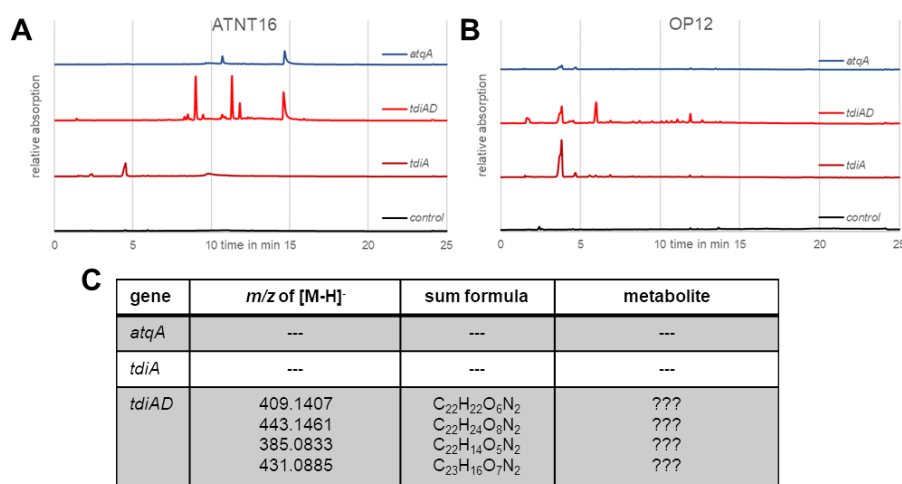 A
ATNT16
relative absorption
atqA
tdiAD
tdiA
control
0 5 10 time in min 15 20 25
B
OP12
relative absorption
atqA
tdiAD
tdiA
control
0 5 10 time in min 15 20 25
C
gene m/z of [M-H]- sum formula metabolite
atqA --- --- ---
tdiA --- --- ---
tdiAD 409.1407 C22H22O6N2 ???
443.1461 C22H24O8N2 ???
385.0833 C22H14O5N2 ???
431.0885 C23H16O7N2 ???